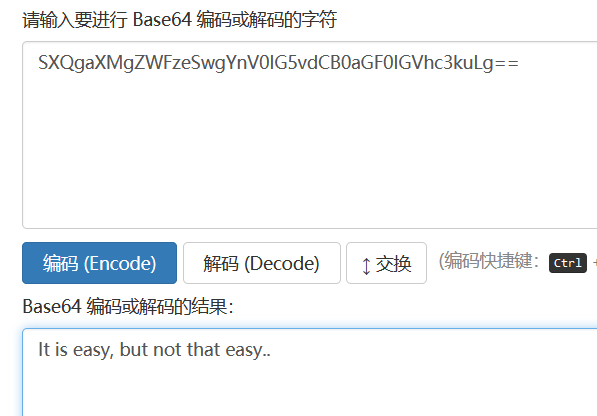 请输入要进行 Base64 编码或解码的字符
SXQgaXMgZWFzeSwgYnV0IG5vdCB0aGF0IGVhc3kuLg==
编码 (Encode) 解码 (Decode) ↕ 交换 (编码快捷键： Ctrl +
Base64 编码或解码的结果：
It is easy, but not that easy..